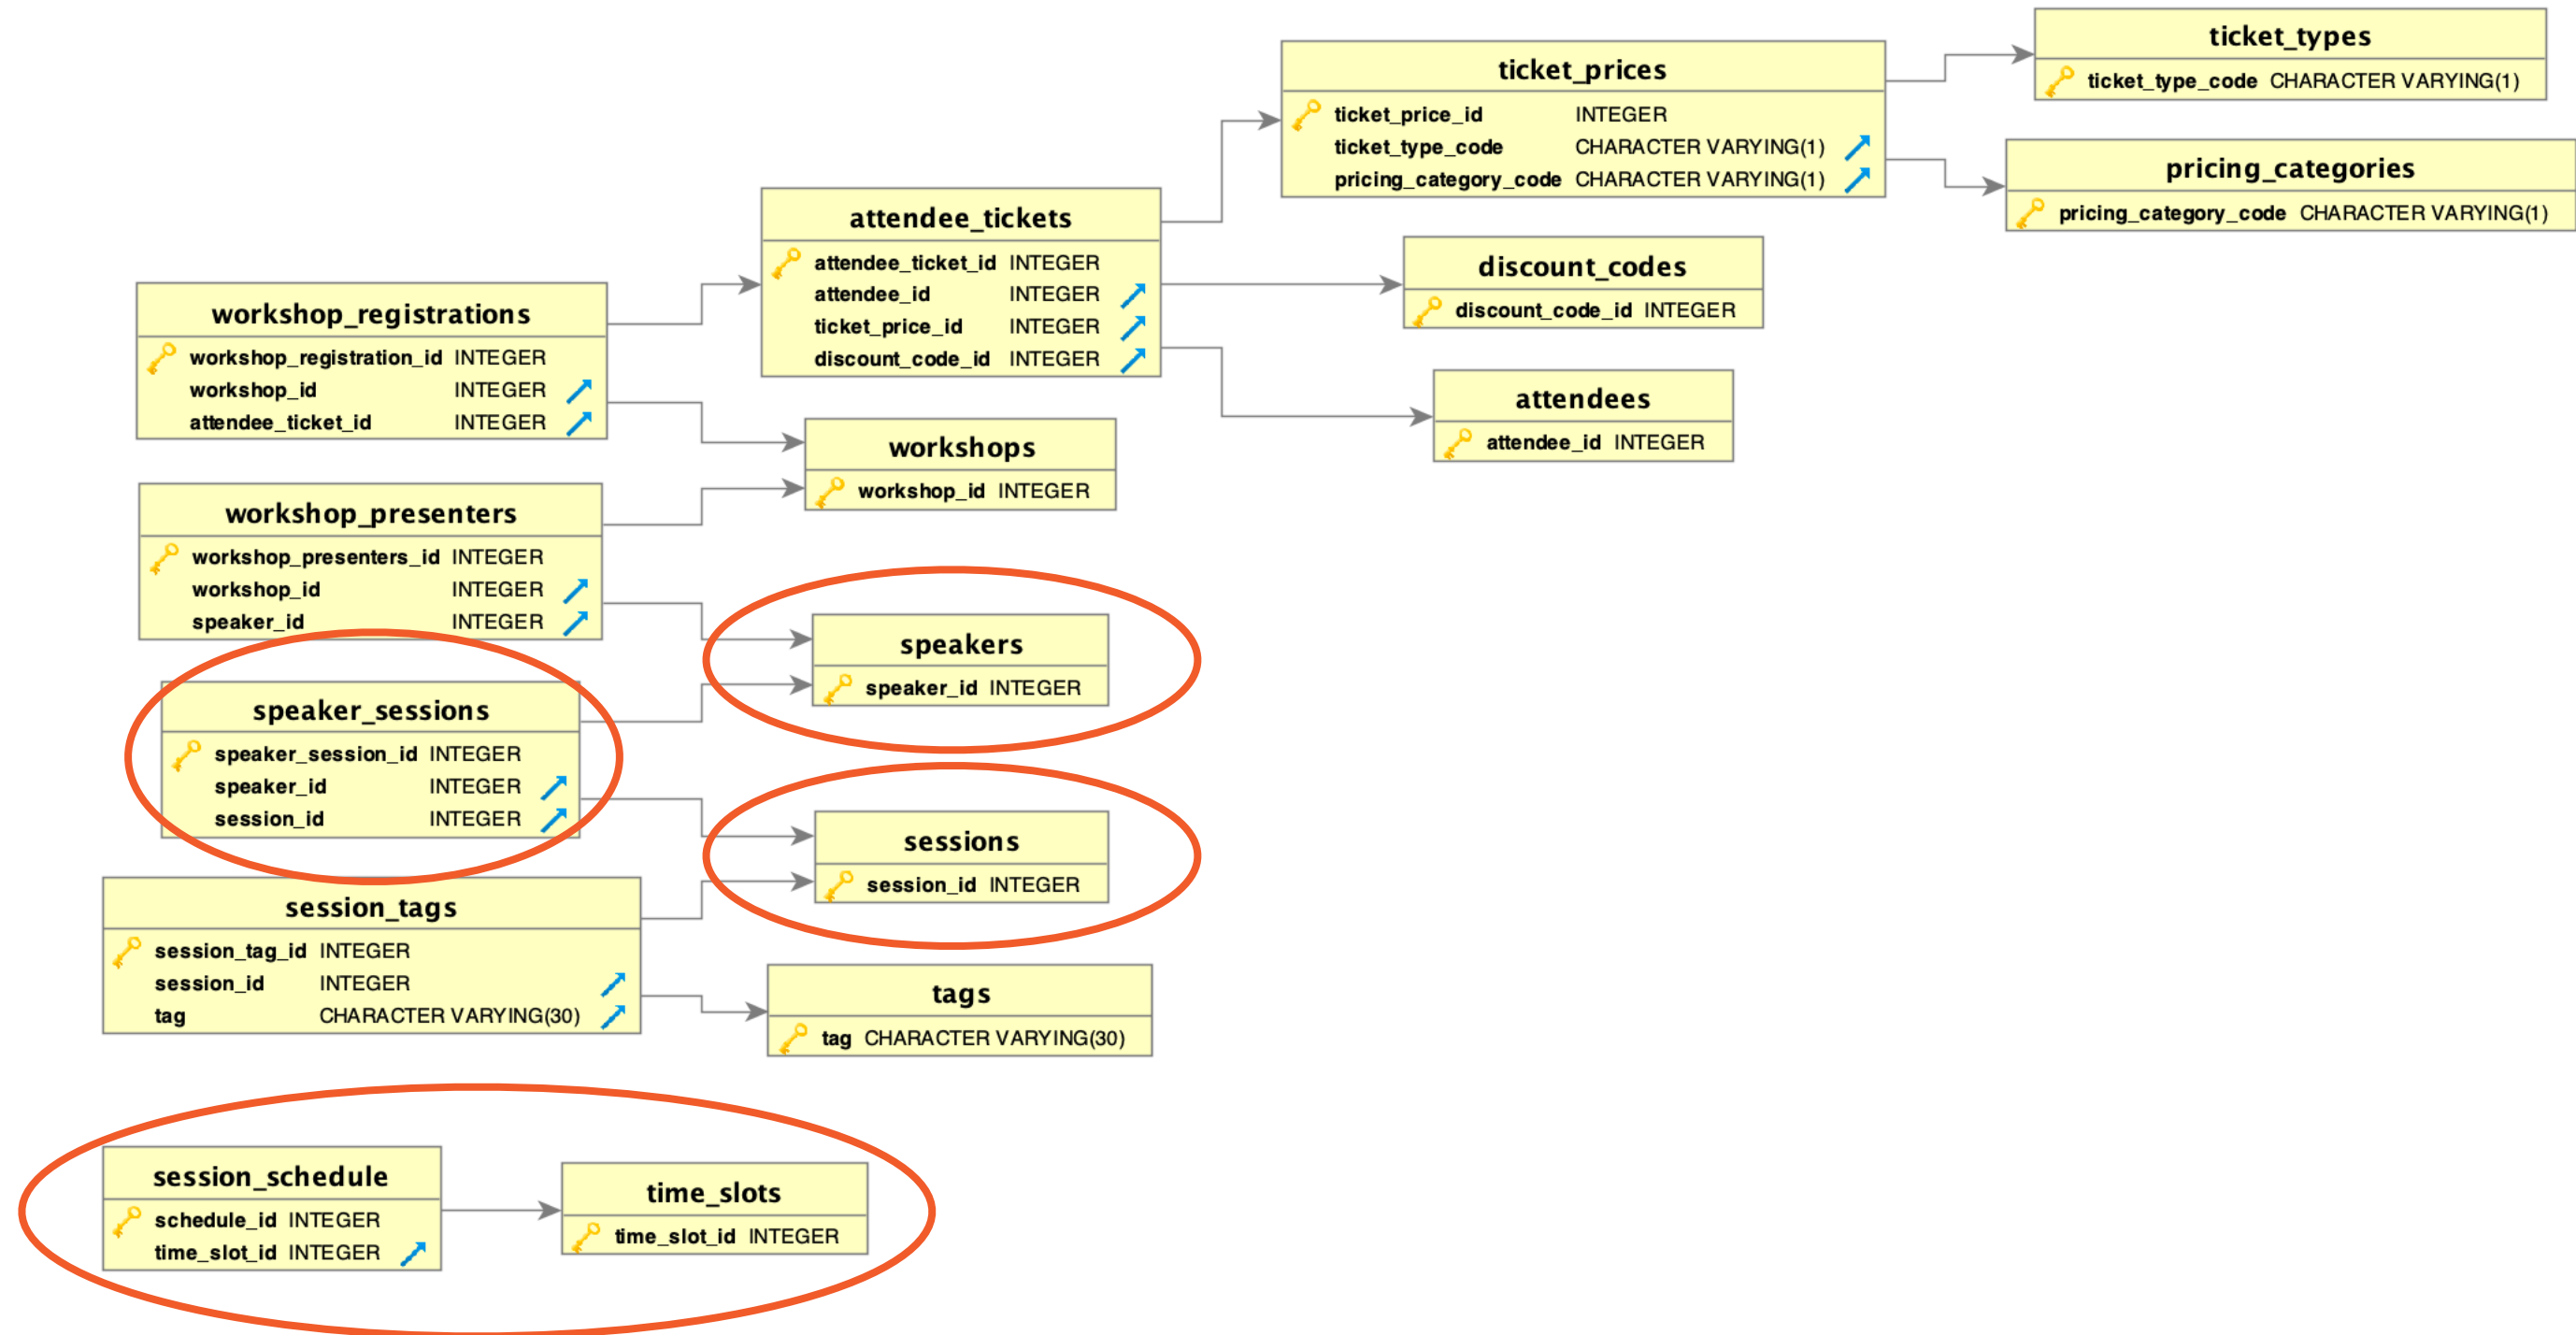 ticket_types
ticket_type_code CHARACTER VARYING(1)
ticket_prices
ticket_price_id INTEGER
ticket_type_code CHARACTER VARYING(1)
pricing_category_code CHARACTER VARYING(1)
pricing_categories
pricing_category_code CHARACTER VARYING(1)
attendee_tickets
attendee_ticket_id INTEGER
attendee_id INTEGER
ticket_price_id INTEGER
discount_code_id INTEGER
discount_codes
discount_code_id INTEGER
workshop_registrations
workshop_registration_id INTEGER
workshop_id INTEGER
attendee_ticket_id INTEGER
attendees
attendee_id INTEGER
workshops
workshop_id INTEGER
workshop_presenters
workshop_presenters_id INTEGER
workshop_id INTEGER
speaker_id INTEGER
speakers
speaker_id INTEGER
speaker_sessions
speaker_session_id INTEGER
speaker_id INTEGER
session_id INTEGER
sessions
session_id INTEGER
session_tags
session_tag_id INTEGER
session_id INTEGER
tag CHARACTER VARYING(30)
tags
tag CHARACTER VARYING(30)
session_schedule
schedule_id INTEGER
time_slot_id INTEGER
time_slots
time_slot_id INTEGER